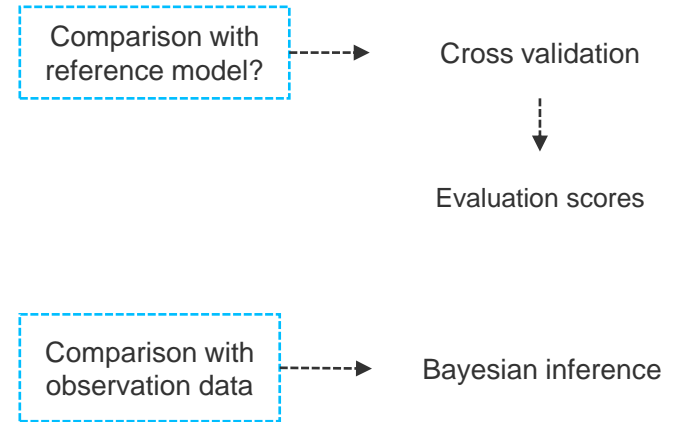 Comparison with
reference model?
Cross validation
Evaluation scores
Comparison with
observation data
Bayesian inference